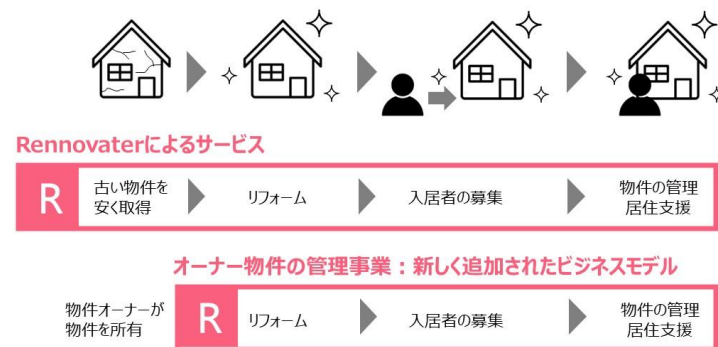 Rennovaterによるサービス
R
古い物件を
安く取得
リフォーム
入居者の募集
物件の管理
居住支援
オーナー物件の管理事業：新しく追加されたビジネスモデル
物件オーナーが
物件を所有
R
リフォーム
入居者の募集
物件の管理
居住支援